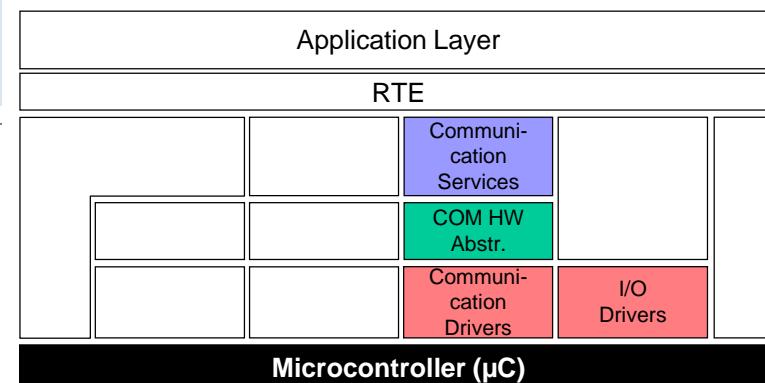 Application Layer
RTE
Communi-
cation
Services
COM HW
Abstr.
Communi-
cation
Drivers
I/O
Drivers
Microcontroller (µC)